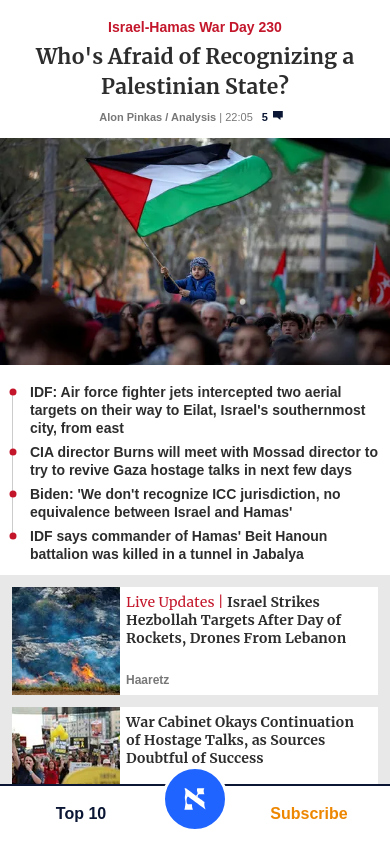 Israel-Hamas War Day 230
Who's Afraid of Recognizing a
Palestinian State?
Alon Pinkas / Analysis | 22:05 5
IDF: Air force fighter jets intercepted two aerial
targets on their way to Eilat, Israel's southernmost
city, from east
CIA director Burns will meet with Mossad director to
try to revive Gaza hostage talks in next few days
Biden: 'We don't recognize ICC jurisdiction, no
equivalence between Israel and Hamas'
IDF says commander of Hamas' Beit Hanoun
battalion was killed in a tunnel in Jabalya
Live Updates | Israel Strikes
Hezbollah Targets After Day of
Rockets, Drones From Lebanon
Haaretz
War Cabinet Okays Continuation
of Hostage Talks, as Sources
Doubtful of Success
Top 10
Subscribe